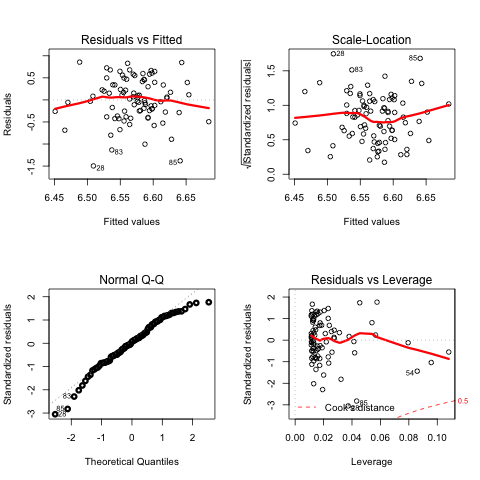 Residuals vs Fitted
Residuals
0.5
-0.5
-1.5
28
83
85
28
6.45 6.50 6.55 6.60 6.65
Fitted values
Scale-Location
√|Standardized residuals|
1.5
1.0
0.5
0.0
28
83
85
6.45 6.50 6.55 6.60 6.65
Fitted values
Normal Q-Q
Standardized residuals
2
1
0
-1
-2
-3
83
85
28
-2 -1 0 1 2
Theoretical Quantiles
Residuals vs Leverage
Standardized residuals
2
1
0
-1
-2
-3
54
85
Cook's distance
0.5
0.00 0.02 0.04 0.06 0.08 0.10
Leverage